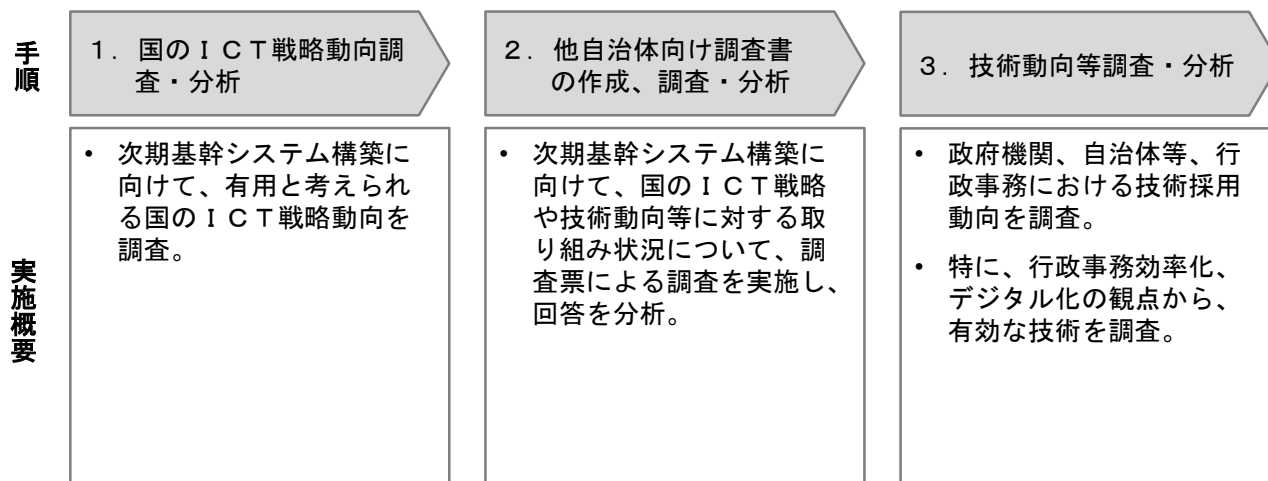 手順
１．国のＩＣＴ戦略動向調
査・分析
２．他自治体向け調査書
の作成、調査・分析
３．技術動向等調査・分析
実施概要
• 次期基幹システム構築に
向けて、有用と考えられ
る国のＩＣＴ戦略動向を
調査。
• 次期基幹システム構築に
向けて、国のＩＣＴ戦略
や技術動向等に対する取
り組み状況について、調
査票による調査を実施し、
回答を分析。
• 政府機関、自治体等、行
政事務における技術採用
動向を調査。
• 特に、行政事務効率化、
デジタル化の観点から、
有効な技術を調査。